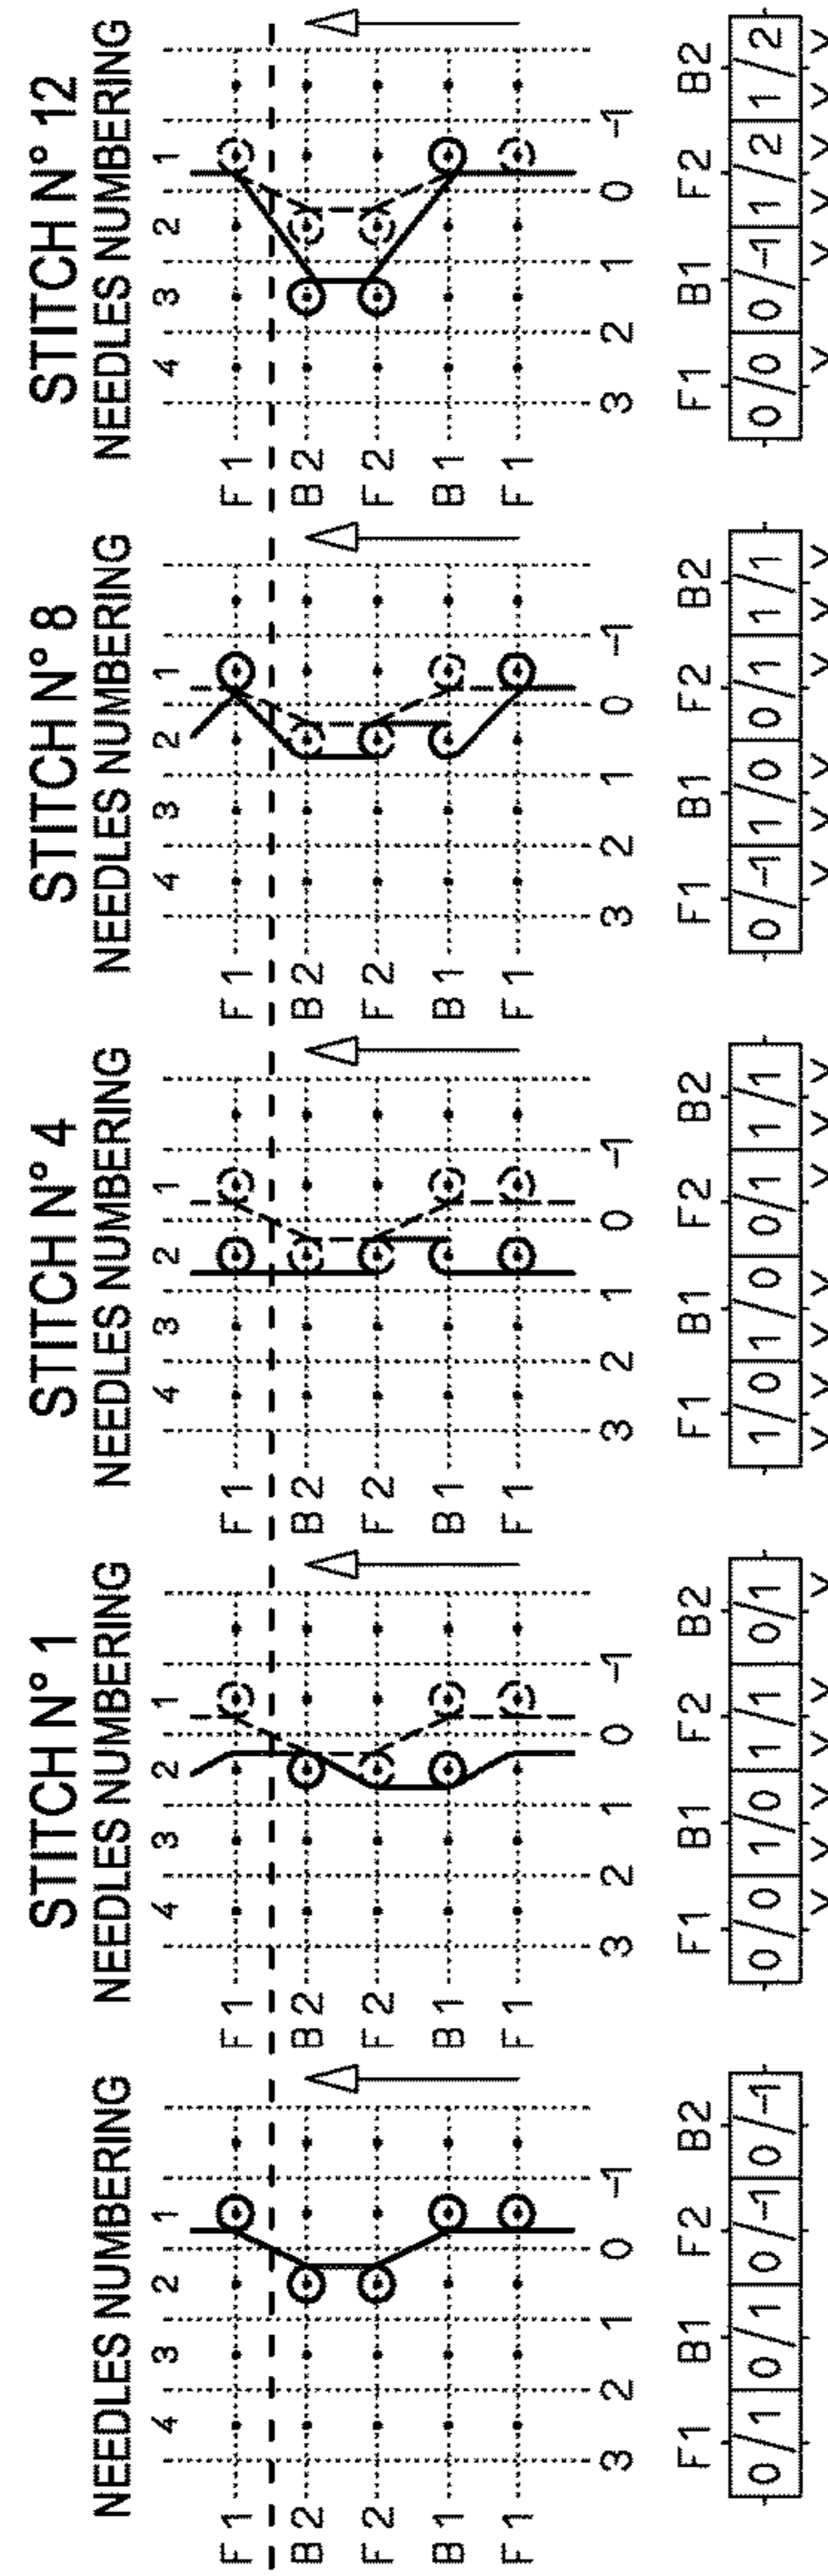 NEEDLES NUMBERING
4 3 2 1
F1
B2
F2
B1
F1
3 2 1 0 -1
F1 B1 F2 B2
0/1 0/1 0/-1 0/-1
STITCH N° 1
NEEDLES NUMBERING
4 3 2 1
F1
B2
F2
B1
F1
3 2 1 0 -1
F1 B1 F2 B2
0/0 1/0 1/1 0/1
STITCH N° 4
NEEDLES NUMBERING
4 3 2 1
F1
B2
F2
B1
F1
3 2 1 0 -1
F1 B1 F2 B2
1/0 1/0 0/1 1/1
STITCH N° 8
NEEDLES NUMBERING
4 3 2 1
F1
B2
F2
B1
F1
3 2 1 0 -1
F1 B1 F2 B2
0/-1 1/0 0/1 1/1
STITCH N° 12
NEEDLES NUMBERING
4 3 2 1
F1
B2
F2
B1
F1
3 2 1 0 -1
F1 B1 F2 B2
0/0 0/-1 1/2 1/2